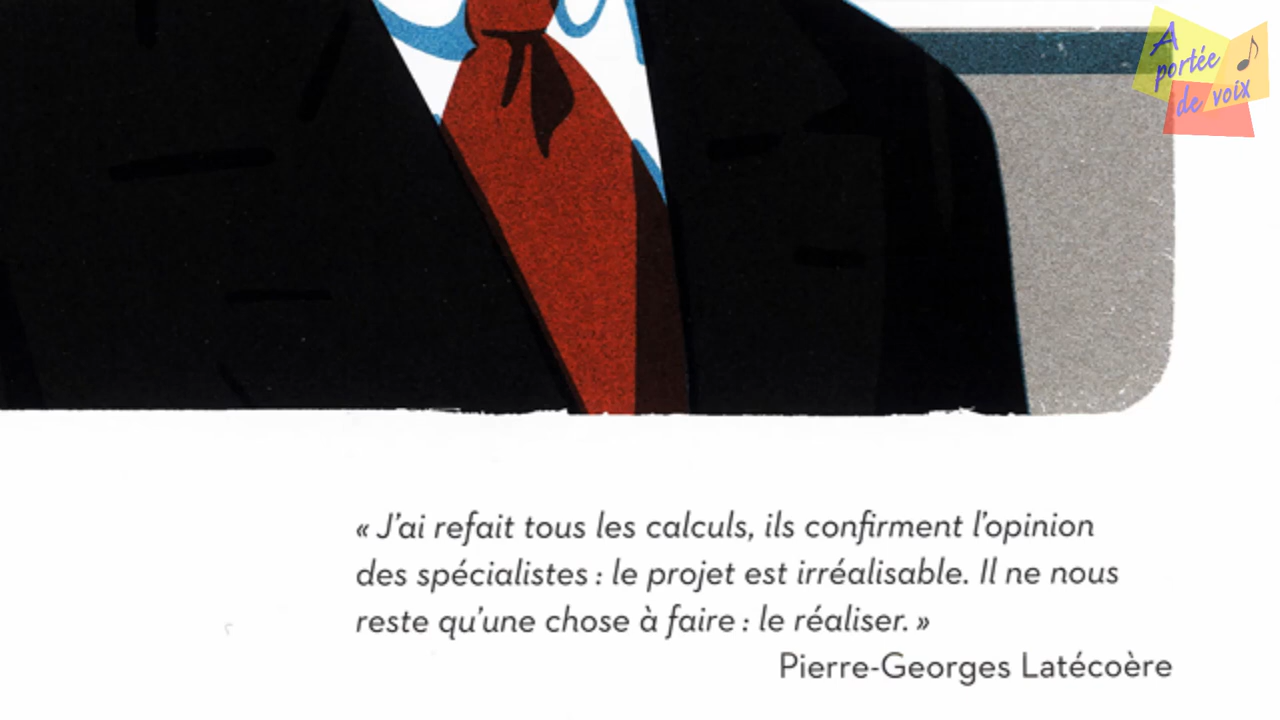 A
portée
de voix
« J’ai refait tous les calculs, ils confirment l’opinion
des spécialistes : le projet est irréalisable. Il ne nous
reste qu’une chose à faire : le réaliser. »
Pierre-Georges Latécoère